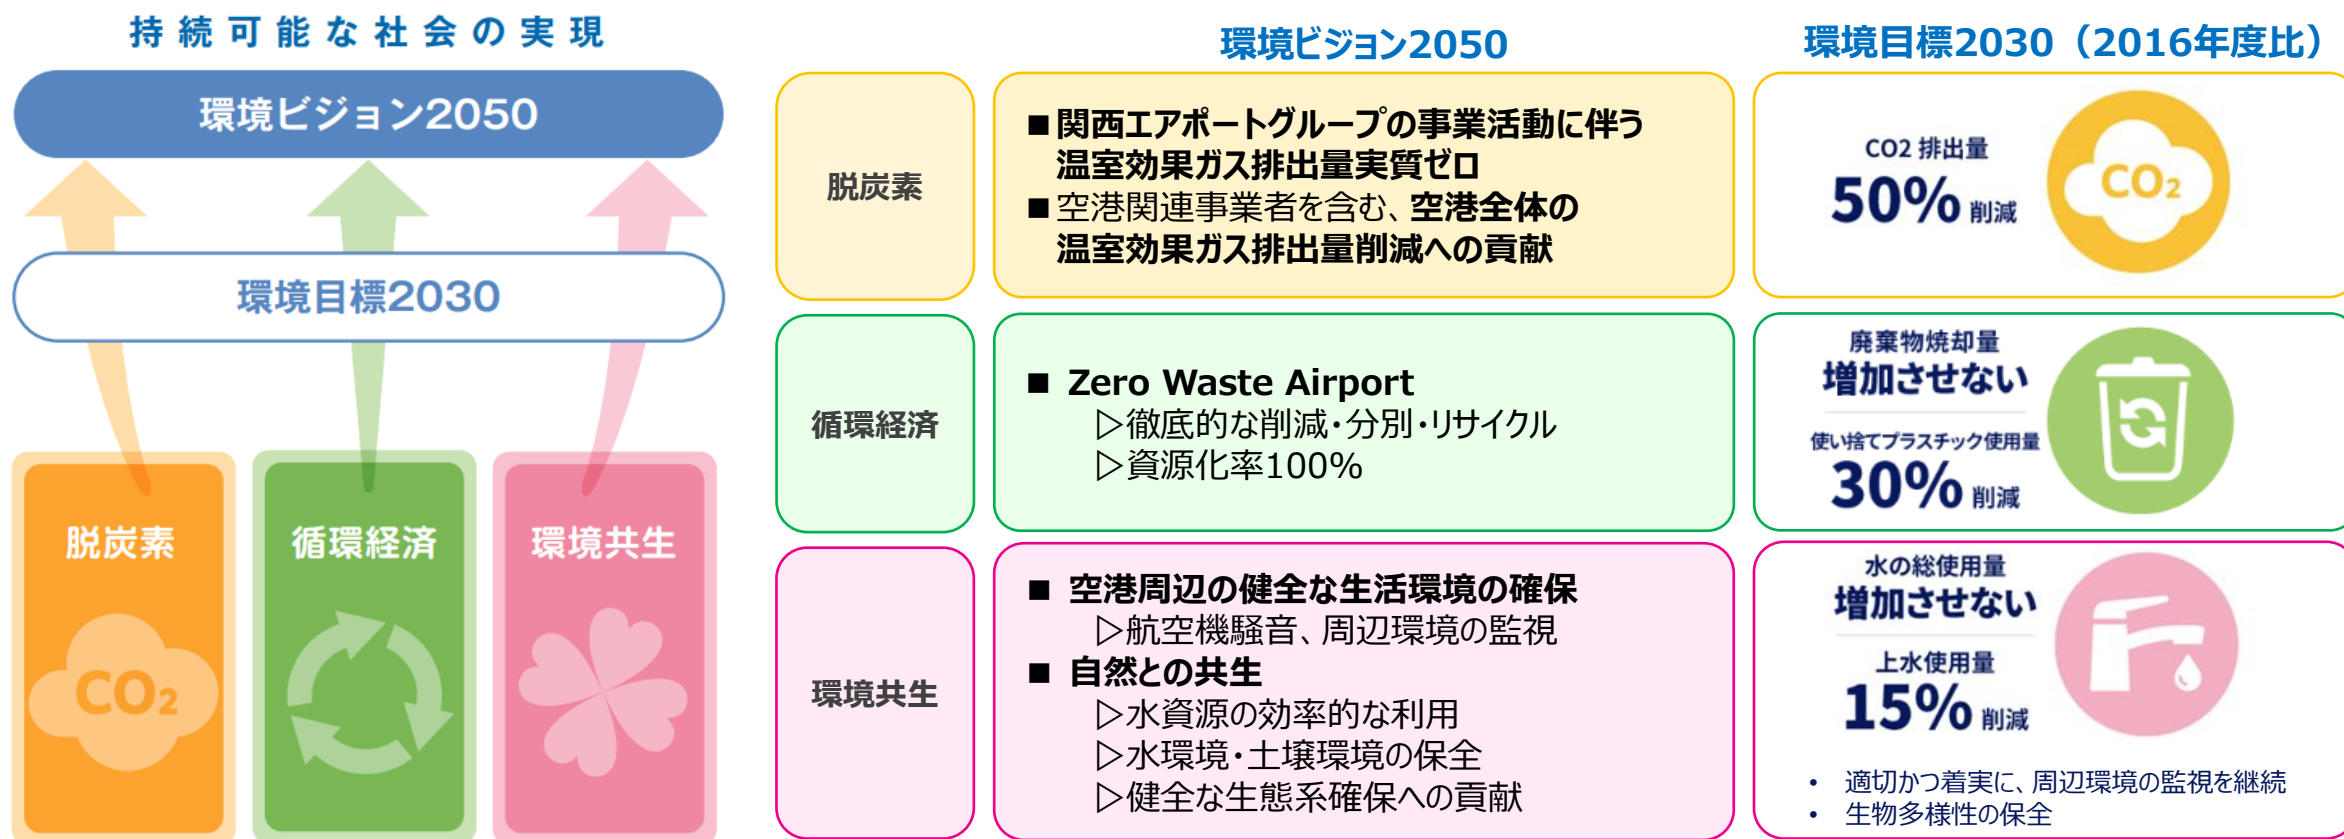 持続可能な社会の実現
環境ビジョン2050
環境目標2030
脱炭素
循環経済
環境共生
CO₂
環境ビジョン2050
環境目標2030（2016年度比）
脱炭素
■関西エアポートグループの事業活動に伴う
温室効果ガス排出量実質ゼロ
■空港関連事業者を含む、空港全体の
温室効果ガス排出量削減への貢献
CO2 排出量
50% 削減
CO₂
循環経済
■ Zero Waste Airport
▷徹底的な削減・分別・リサイクル
▷資源化率100%
廃棄物焼却量
増加させない
使い捨てプラスチック使用量
30% 削減
環境共生
■ 空港周辺の健全な生活環境の確保
▷航空機騒音、周辺環境の監視
■ 自然との共生
▷水資源の効率的な利用
▷水環境・土壌環境の保全
▷健全な生態系確保への貢献
水の総使用量
増加させない
上水使用量
15% 削減
• 適切かつ着実に、周辺環境の監視を継続
• 生物多様性の保全